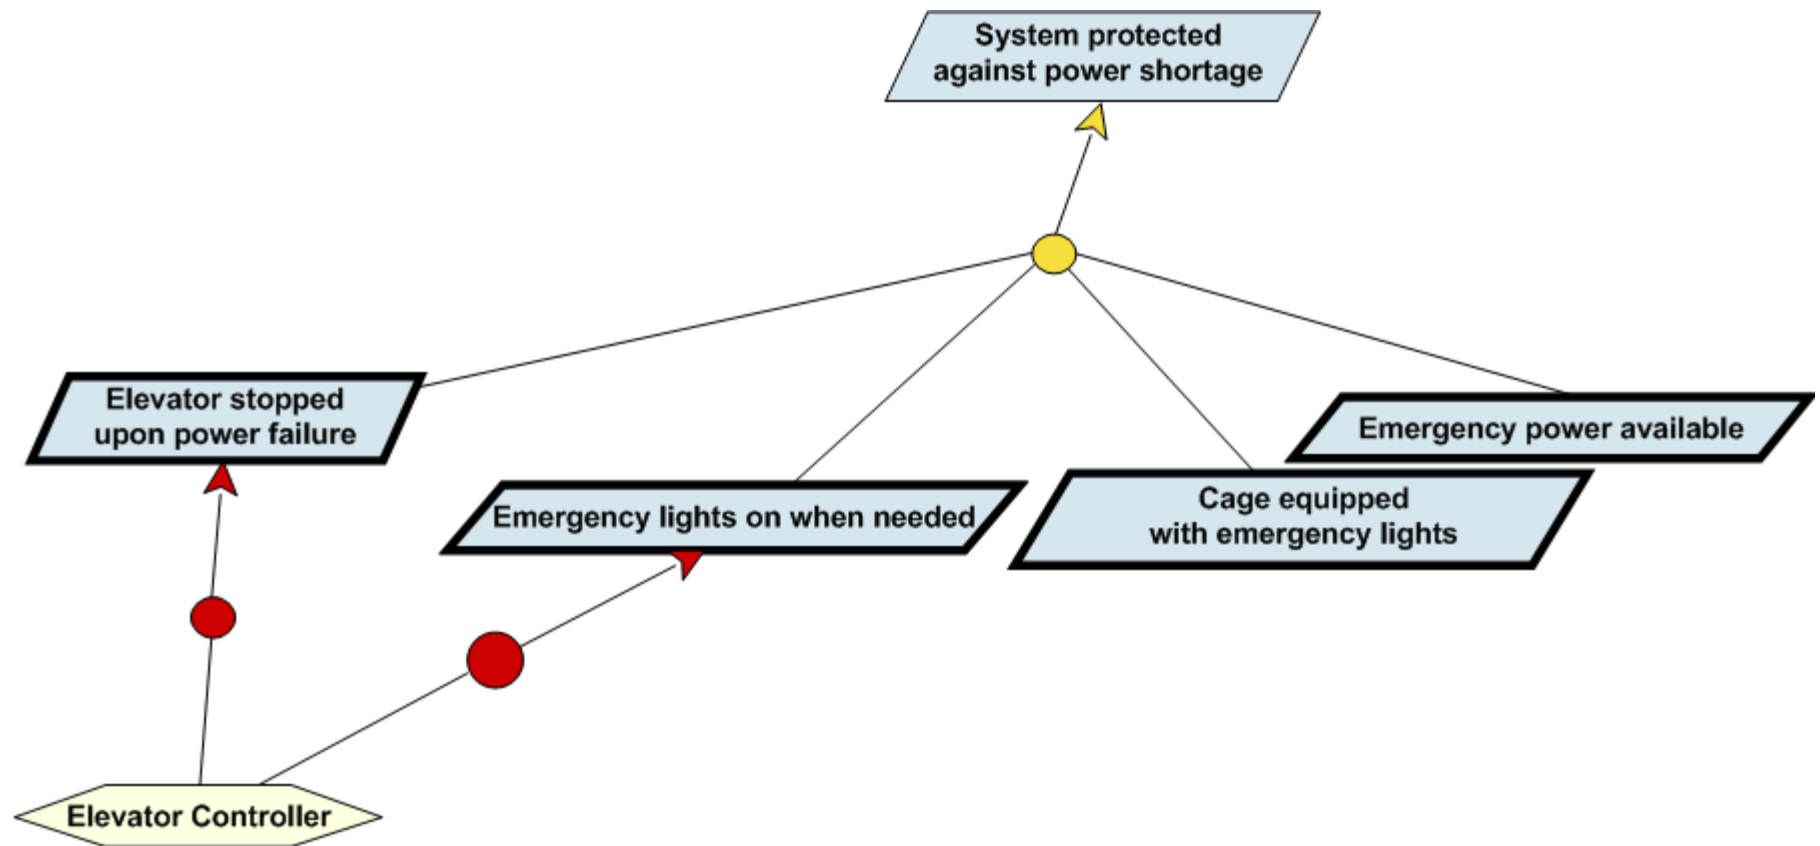 System protected
against power shortage
Elevator stopped
upon power failure
Emergency power available
Emergency lights on when needed
Cage equipped
with emergency lights
Elevator Controller